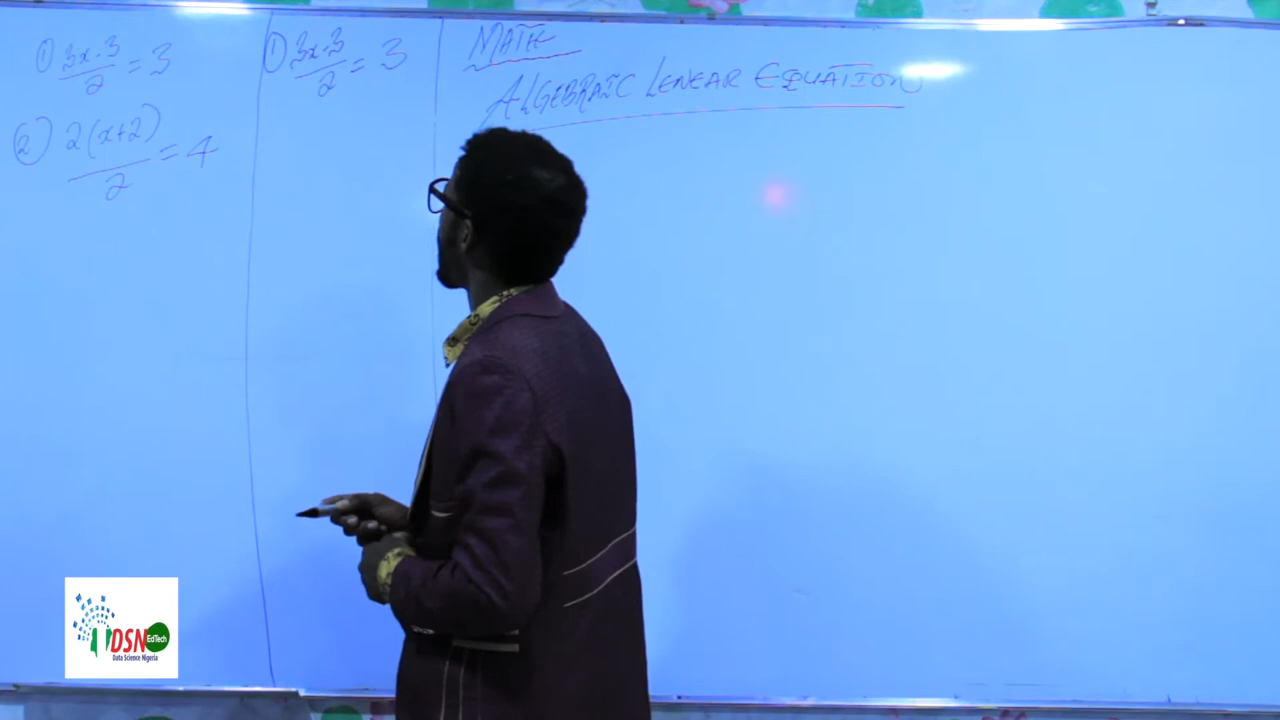 ① 3x-3/2 = 3
② 2(x+2)/2 = 4
① 3x-3/2 = 3
MATH
ALGEBRAIC LENEAR EQUATION
DSN EdTech
Data Science Nigeria